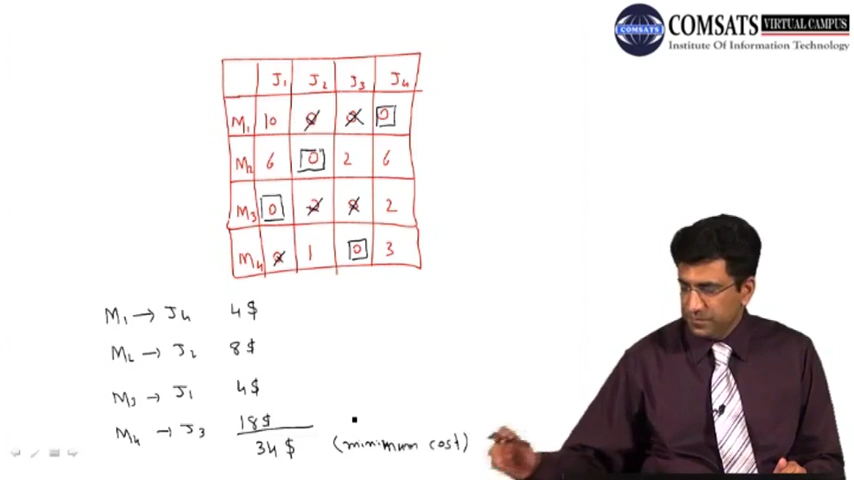 COMSATS VIRTUAL CAMPUS
Institute Of Information Technology
J1 J2 J3 J4
M1 10 0 0 0
M2 6 0 2 6
M3 0 2 0 2
M4 0 1 0 3
M1 → J4 4$
M2 → J2 8$
M3 → J1 4$
M4 → J3 18$
34$ (minimum cost)